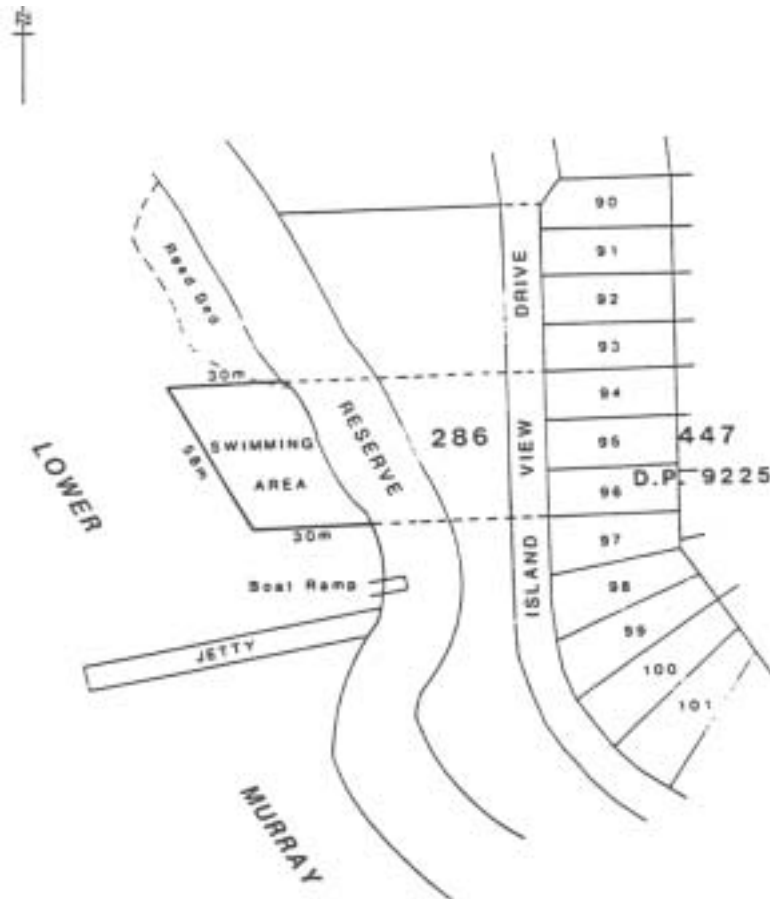 90
91
DRIVE
92
Reed Bed
93
30m
94
RESERVE
286
VIEW
95
447
SWIMMING
58m
LOWER
AREA
96
D.P. 9225
30m
97
ISLAND
Boat Ramp
98
99
JETTY
100
101
MURRAY